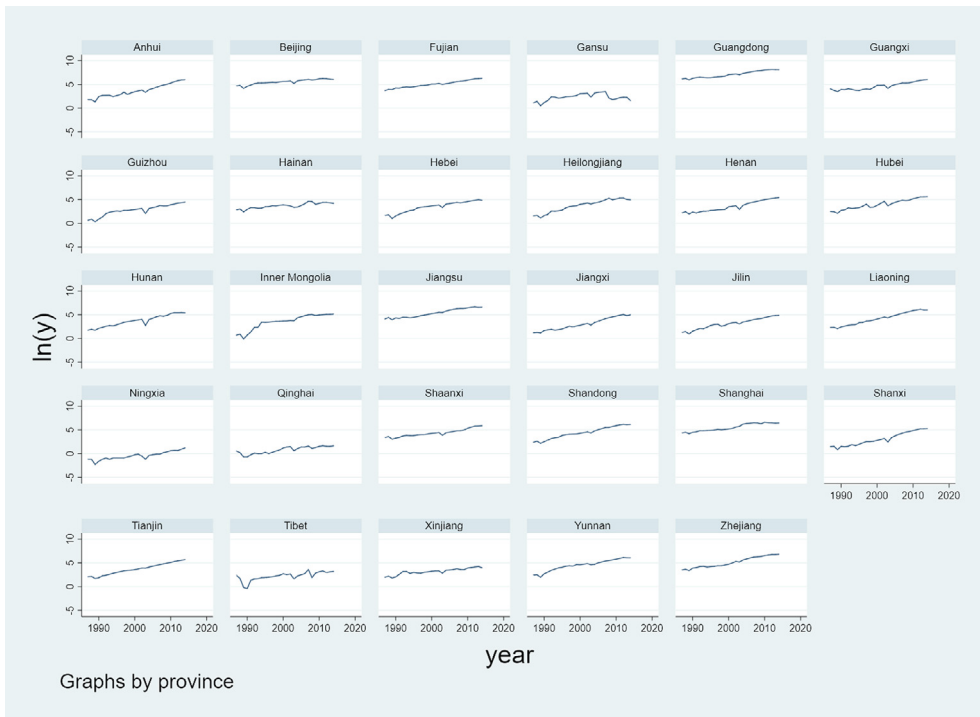 Anhui Beijing Fujian Gansu Guangdong Guangxi
10
5
0
-5
Guizhou Hainan Hebei Heilongjiang Henan Hubei
10
5
0
-5
Hunan Inner Mongolia Jiangsu Jiangxi Jilin Liaoning
10
5
0
-5
ln(y)
Ningxia Qinghai Shaanxi Shandong Shanghai Shanxi
10
5
0
-5
1990 2000 2010 2020
Tianjin Tibet Xinjiang Yunnan Zhejiang
10
5
0
-5
1990 2000 2010 2020 1990 2000 2010 2020 1990 2000 2010 2020 1990 2000 2010 2020 1990 2000 2010 2020
year
Graphs by province